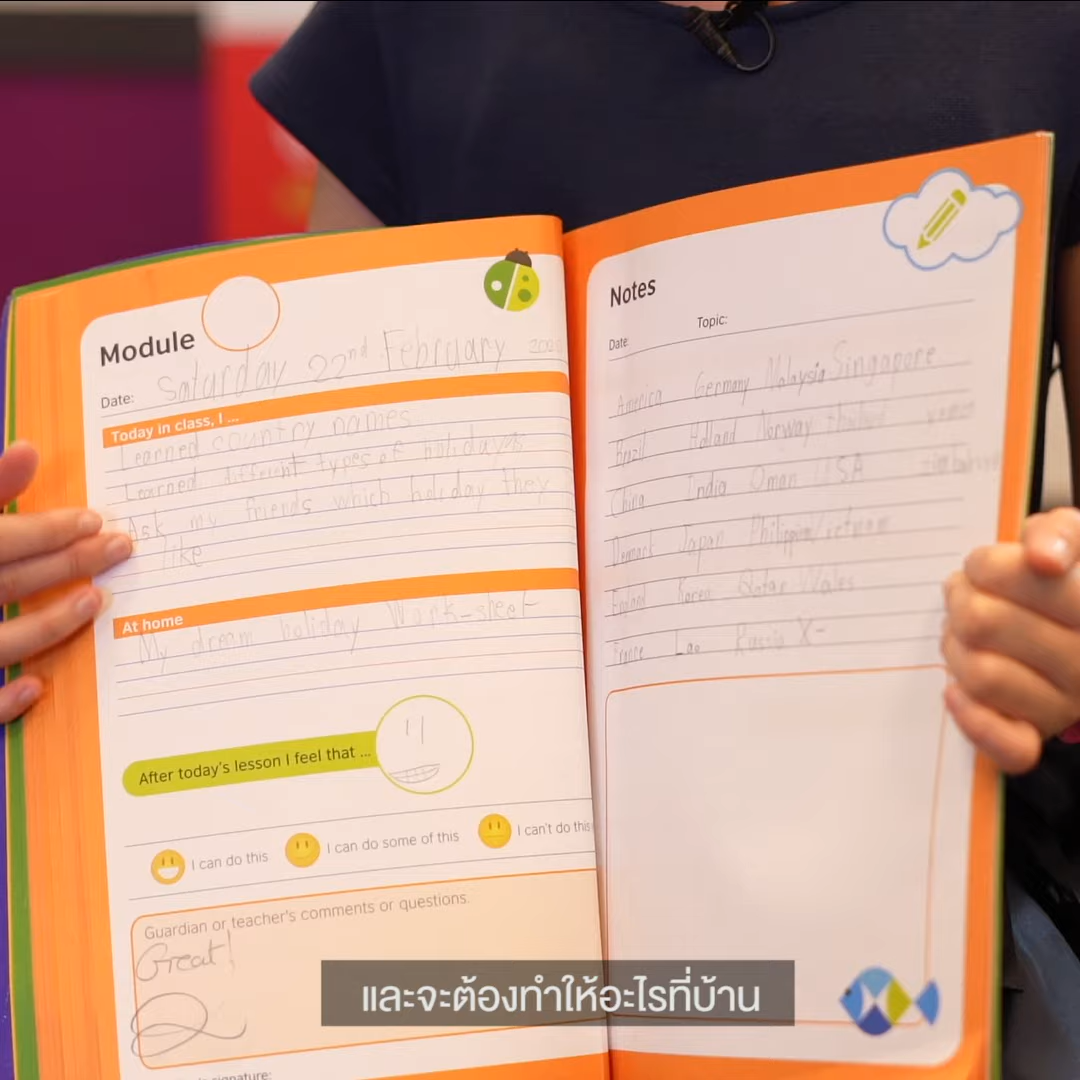 Module
Date: Saturday 22nd February
Today in class, I ...
Learned country names
Learned different types of holidays
Ask my friends which holiday they
like
At home
My dream holiday Work-sheet
After today's lesson I feel that ...
I can do this
I can do some of this
I can't do this
Guardian or teacher's comments or questions.
Great!
signature:
Notes
Date: Topic:
America Germany Malaysia Singapore
Brazil Holland Norway
China India Oman USA
Japan
England Korea Qatar Wales
France Lao Russia X-
และจะต้องทำให้อะไรที่บ้าน